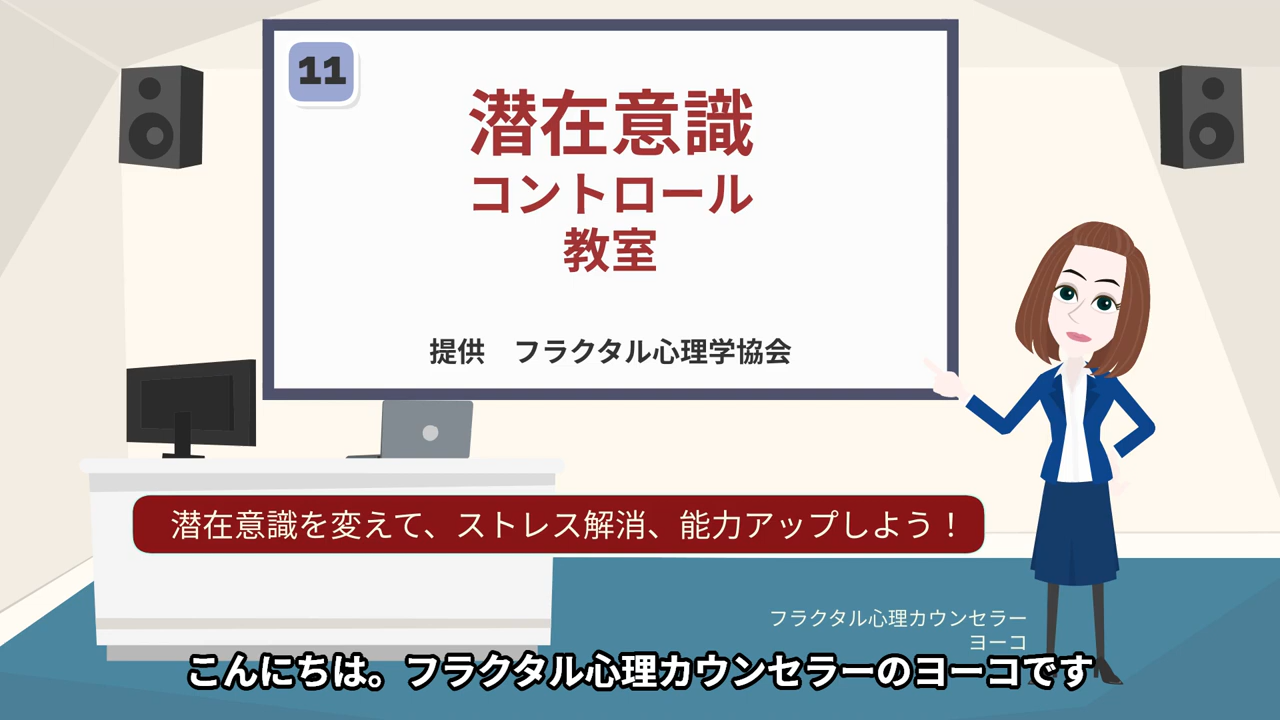 11
潜在意識
コントロール
教室
提供　フラクタル心理学協会
潜在意識を変えて、ストレス解消、能力アップしよう！
フラクタル心理カウンセラー
ヨーコ
こんにちは。フラクタル心理カウンセラーのヨーコです